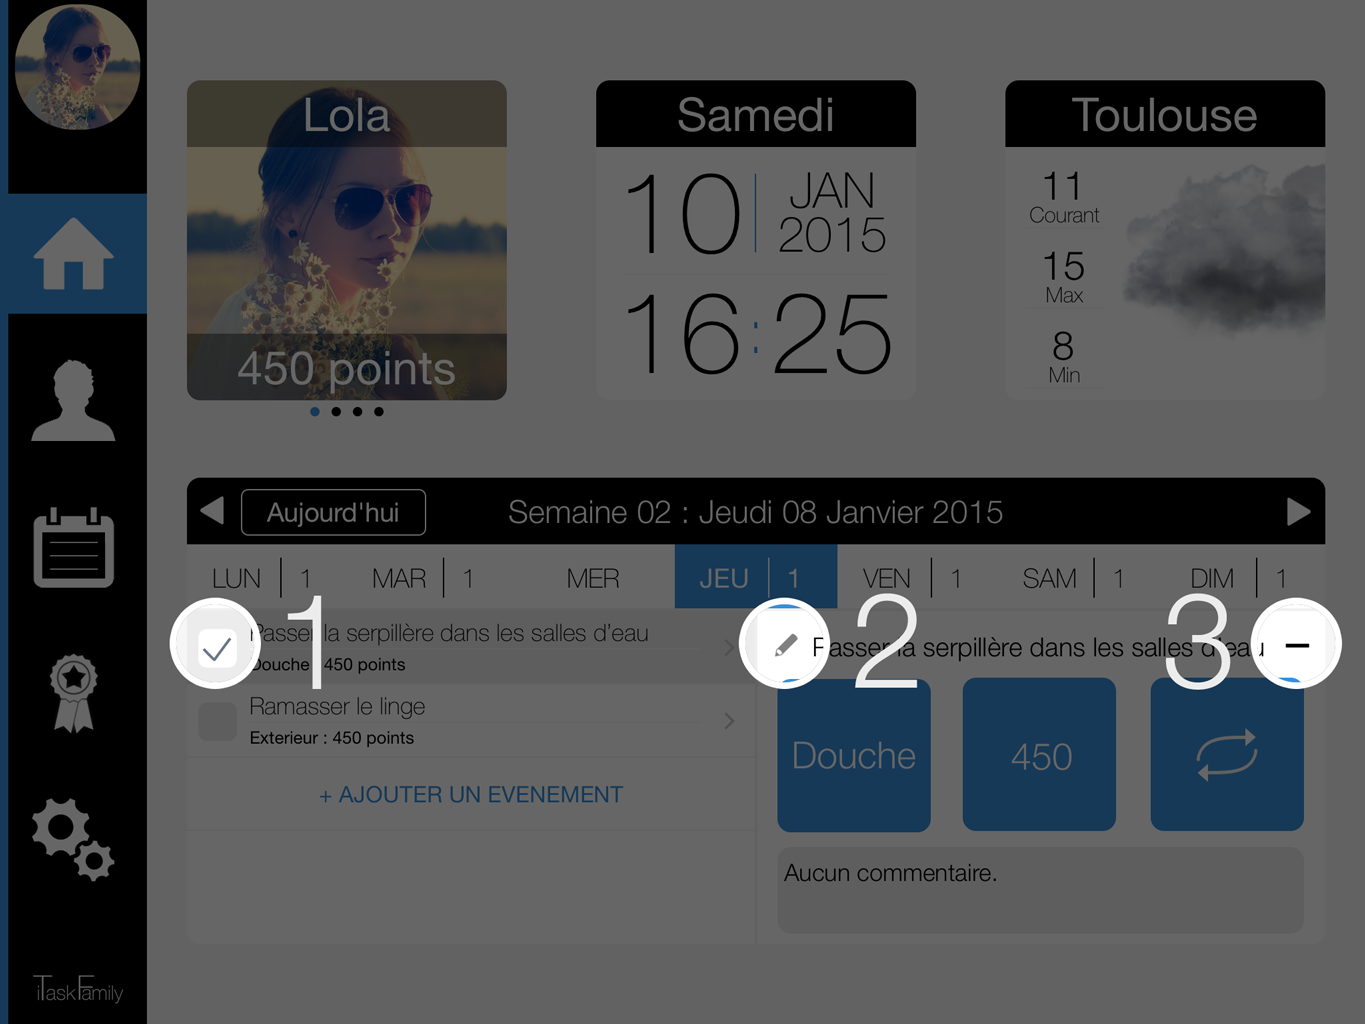 Lola
450 points
Samedi
10 JAN
2015
16:25
Toulouse
11
Courant
15
Max
8
Min
Aujourd'hui
Semaine 02 : Jeudi 08 Janvier 2015
LUN 1 MAR 1 MER JEU 1 VEN 1 SAM 1 DIM 1
1
Passer la serpillère dans les salles d'eau
Douche : 450 points
Ramasser le linge
Exterieur : 450 points
+ AJOUTER UN EVENEMENT
2
Passer la serpillère dans les salles d'eau
3
Douche
450
Aucun commentaire.
iTaskFamily